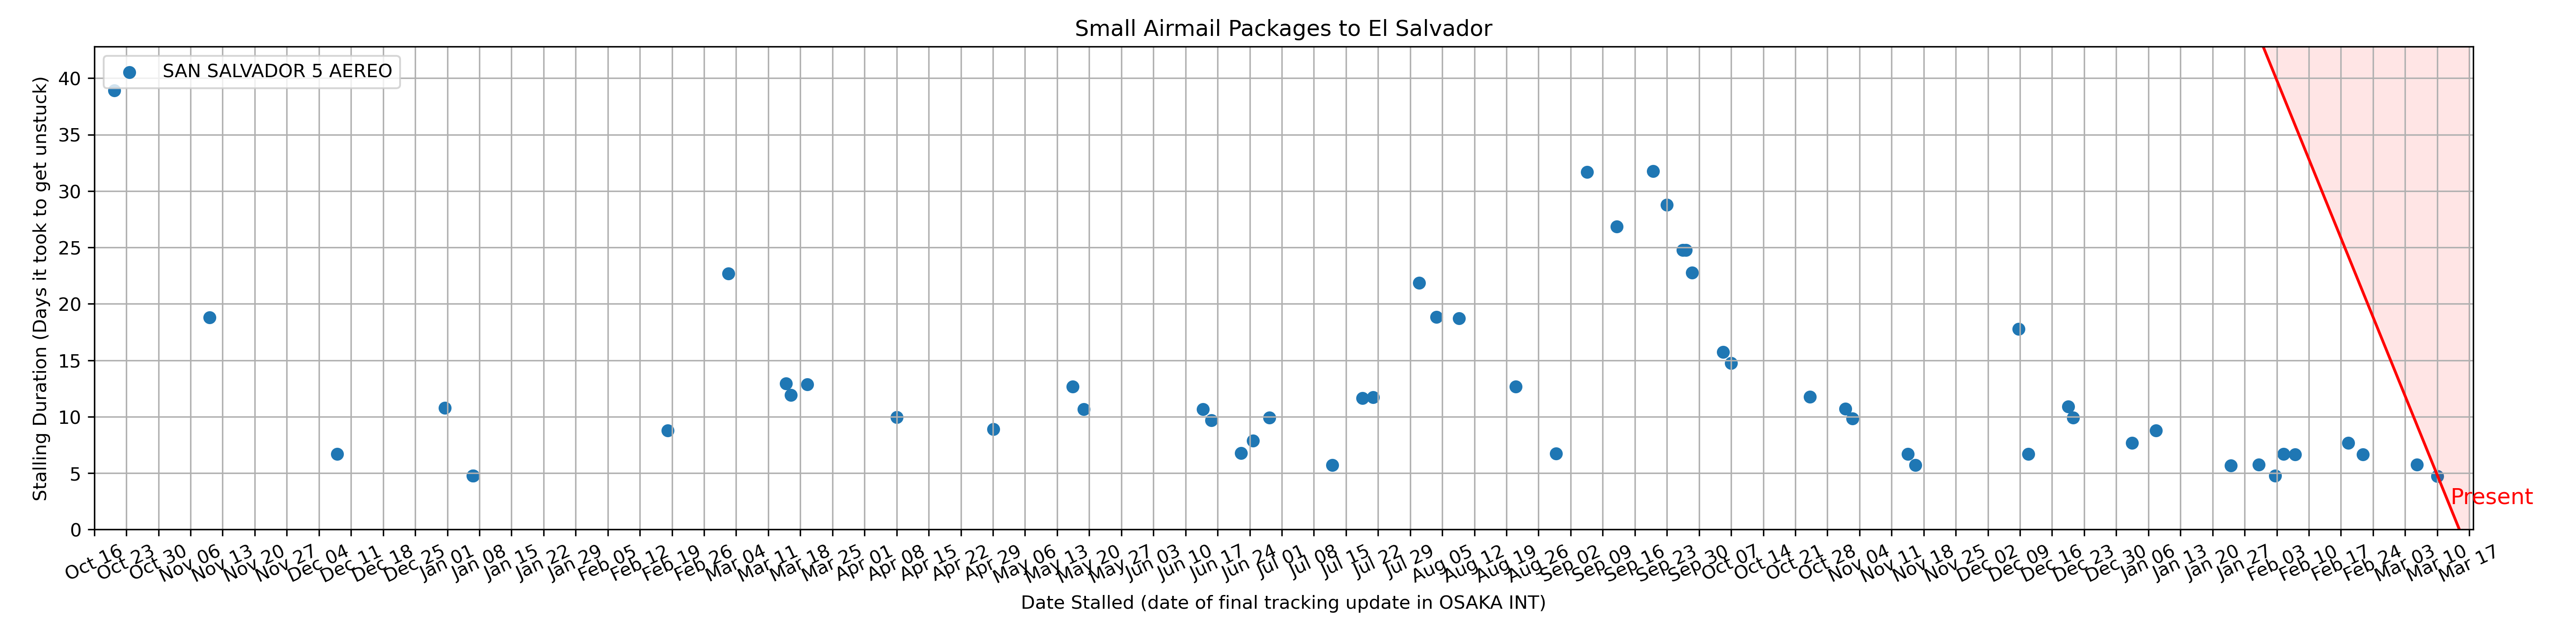 Small Airmail Packages to El Salvador
SAN SALVADOR 5 AEREO
Stalling Duration (Days it took to get unstuck)
40
35
30
25
20
15
10
5
0
Present
Oct 16
Oct 23
Oct 30
Nov 06
Nov 13
Nov 20
Nov 27
Dec 04
Dec 11
Dec 18
Dec 25
Jan 01
Jan 08
Jan 15
Jan 22
Jan 29
Feb 05
Feb 12
Feb 19
Feb 26
Mar 04
Mar 11
Mar 18
Mar 25
Apr 01
Apr 08
Apr 15
Apr 22
Apr 29
May 06
May 13
May 20
May 27
Jun 03
Jun 10
Jun 17
Jun 24
Jul 01
Jul 08
Jul 15
Jul 22
Jul 29
Aug 05
Aug 12
Aug 19
Aug 26
Sep 02
Sep 09
Sep 16
Sep 23
Sep 30
Oct 07
Oct 14
Oct 21
Oct 28
Nov 04
Nov 11
Nov 18
Nov 25
Dec 02
Dec 09
Dec 16
Dec 23
Dec 30
Jan 06
Jan 13
Jan 20
Jan 27
Feb 03
Feb 10
Feb 17
Feb 24
Mar 03
Mar 10
Mar 17
Date Stalled (date of final tracking update in OSAKA INT)